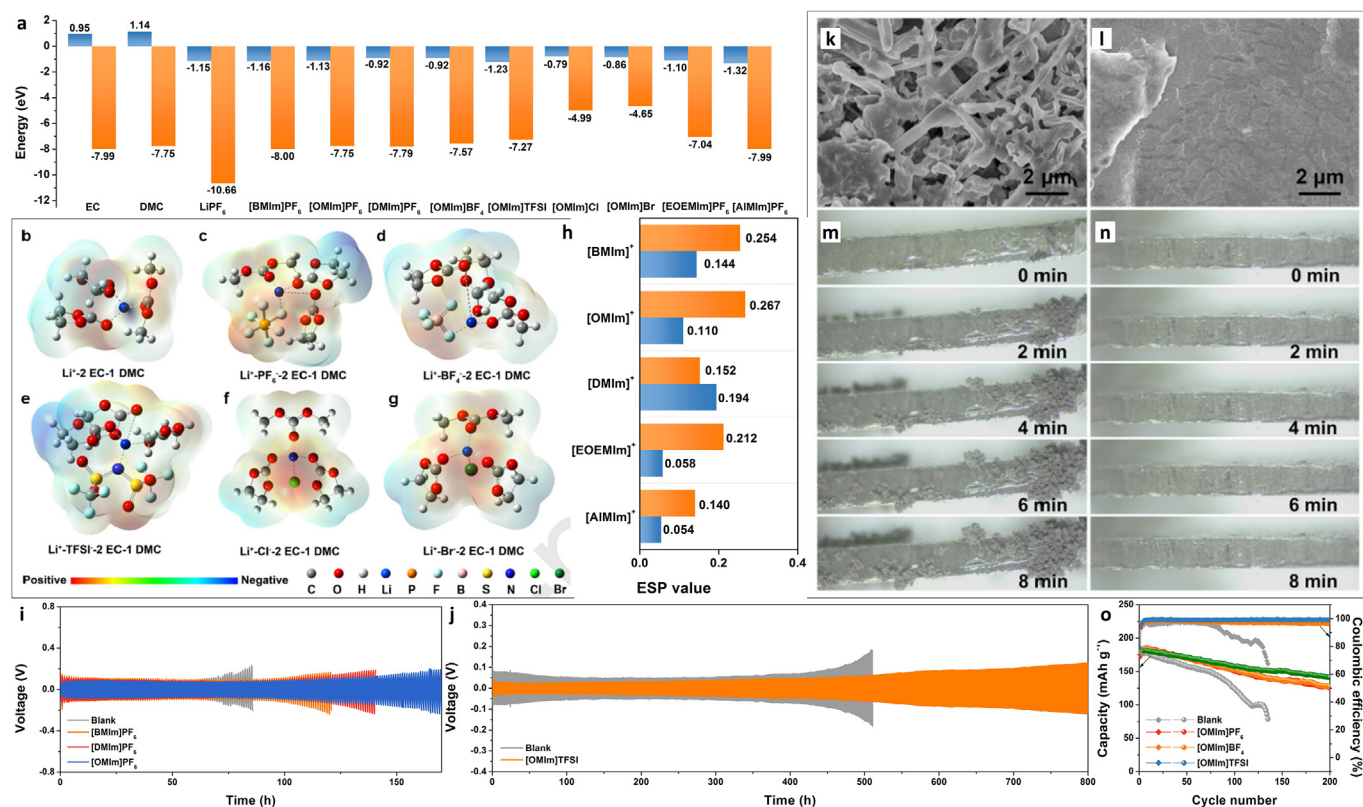 a
Energy (eV)
0
-2
-4
-6
-8
-10
-12
0.95 1.14 -1.15 -1.16 -1.13 -0.92 -0.92 -1.23 -0.79 -0.86 -1.10 -1.32
-7.99 -7.75 -10.66 -8.00 -7.75 -7.79 -7.57 -7.27 -4.99 -4.65 -7.04 -7.99
EC DMC LiPF₆ [BMIm]PF₆ [OMIm]PF₆ [DMIm]PF₆ [OMIm]BF₄ [OMIm]TFSI [OMIm]Cl [OMIm]Br [EOEMIm]PF₆ [AlMIm]PF₆
b
Li⁺-2 EC-1 DMC
c
Li⁺-PF₆⁻-2 EC-1 DMC
d
Li⁺-BF₄⁻-2 EC-1 DMC
e
Li⁺-TFSI⁻-2 EC-1 DMC
f
Li⁺-Cl⁻-2 EC-1 DMC
g
Li⁺-Br⁻-2 EC-1 DMC
Positive Negative
C O H Li P F B S N Cl Br
h
[BMIm]⁺ 0.254
0.144
[OMIm]⁺ 0.267
0.110
[DMIm]⁺ 0.152
0.194
[EOEMIm]⁺ 0.212
0.058
[AlMIm]⁺ 0.140
0.054
0.0 0.2 0.4
ESP value
i
Voltage (V)
0.8
0.4
0.0
-0.4
-0.8
Blank
[BMIm]PF₆
[DMIm]PF₆
[OMIm]PF₆
0 50 100 150
Time (h)
j
Voltage (V)
0.4
0.3
0.2
0.1
0.0
-0.1
-0.2
-0.3
-0.4
Blank
[OMIm]TFSI
0 100 200 300 400 500 600 700 800
Time (h)
k
2 µm
l
2 µm
m
0 min
2 min
4 min
6 min
8 min
n
0 min
2 min
4 min
6 min
8 min
o
Capacity (mAh g⁻¹)
250
225
200
175
150
125
100
75
50
25
0
Blank
[OMIm]PF₆
[OMIm]BF₄
[OMIm]TFSI
0 50 100 150 200
Cycle number
100
80
60
40
20
0
Coulombic efficiency (%)